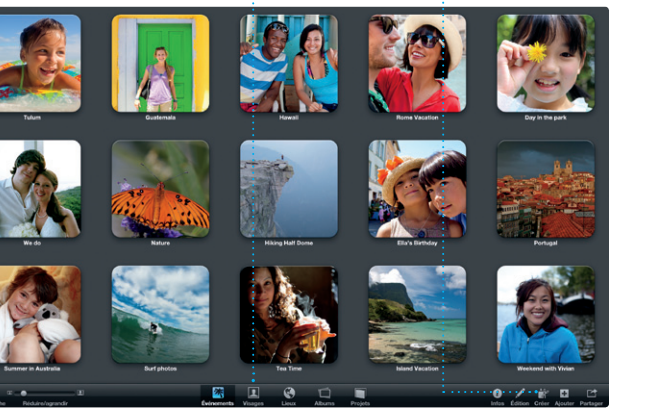 Tulum
Guatemala
Hawaii
Rome Vacation
Day in the park
We do
Nature
Hiking Half Dome
Ella's Birthday
Portugal
Summer in Australia
Surf photos
Tea Time
Island Vacation
Weekend with Vivian
Réduire/agrandir
Événements
Visages
Lieux
Albums
Projets
Infos
Édition
Créer
Ajouter
Partager